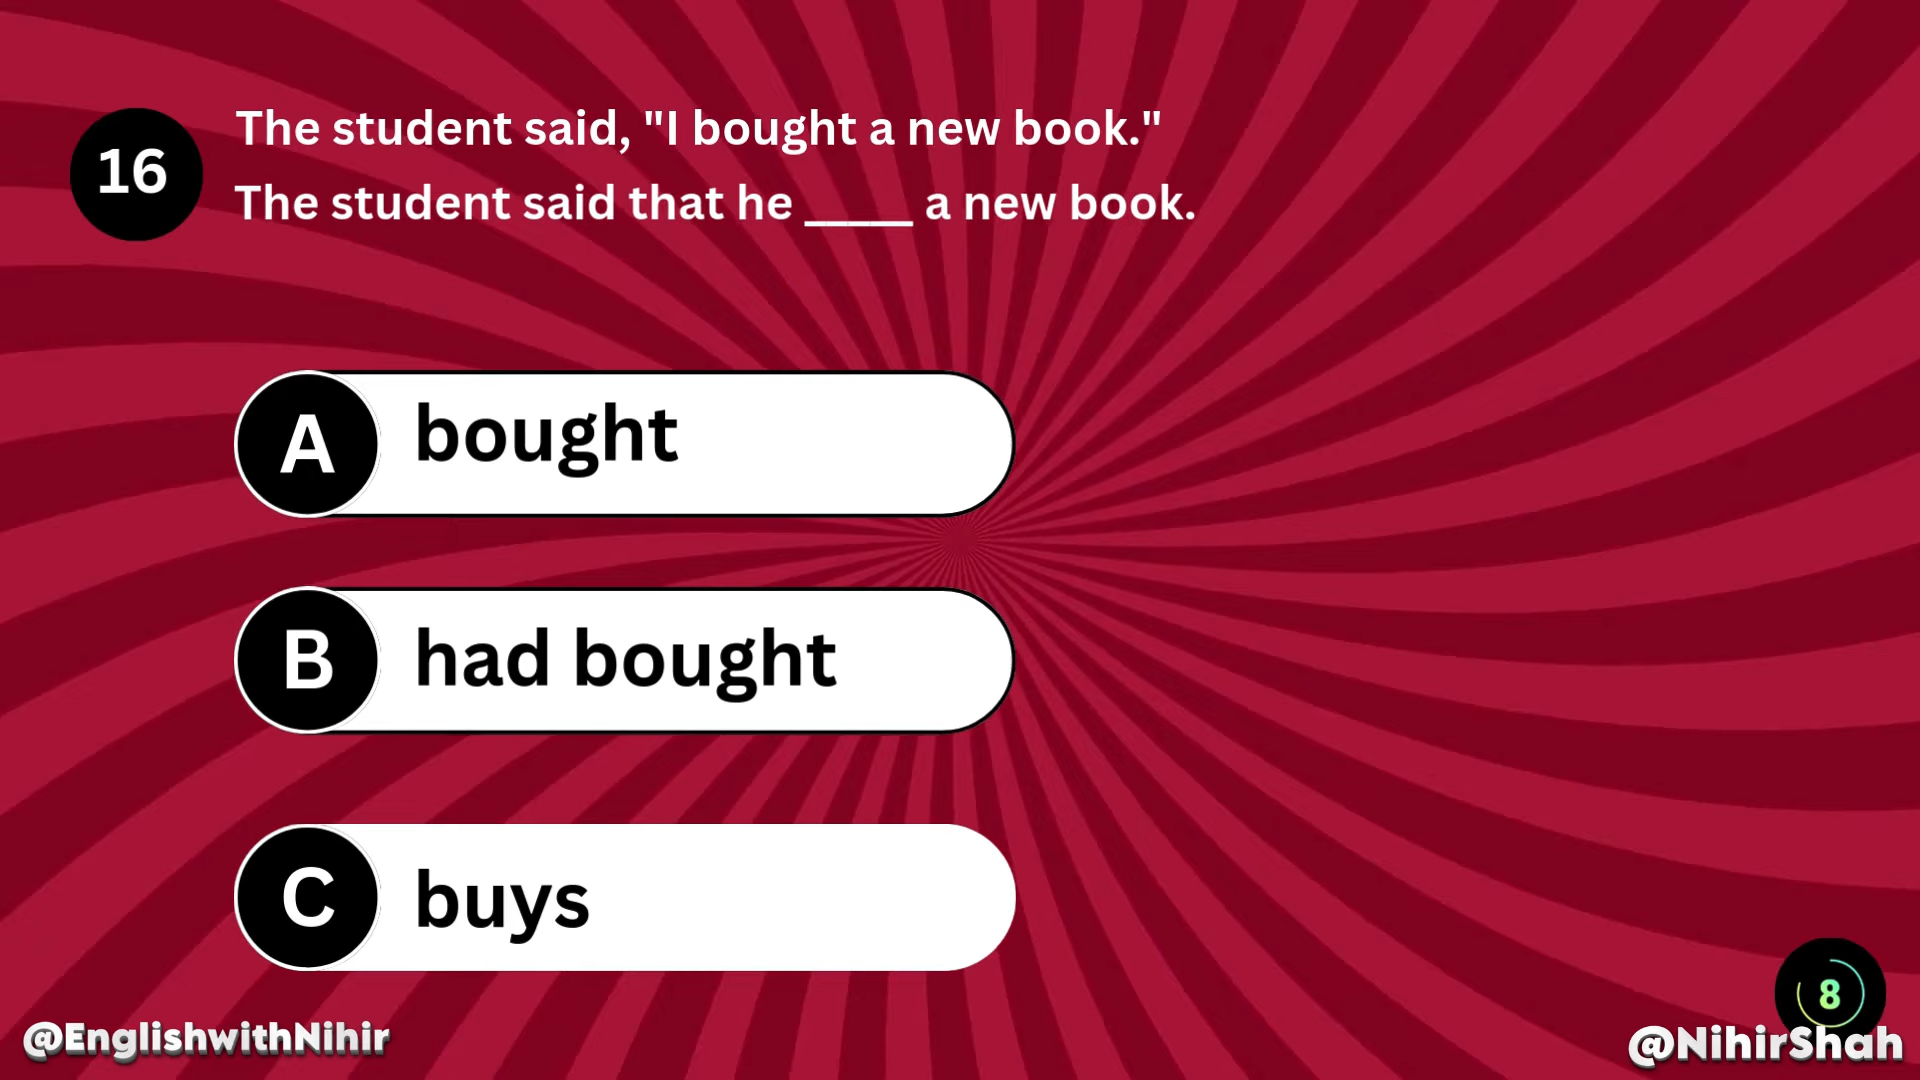 16
The student said, "I bought a new book."
The student said that he _____ a new book.
A bought
B had bought
C buys
8
@EnglishwithNihir
@NihirShah